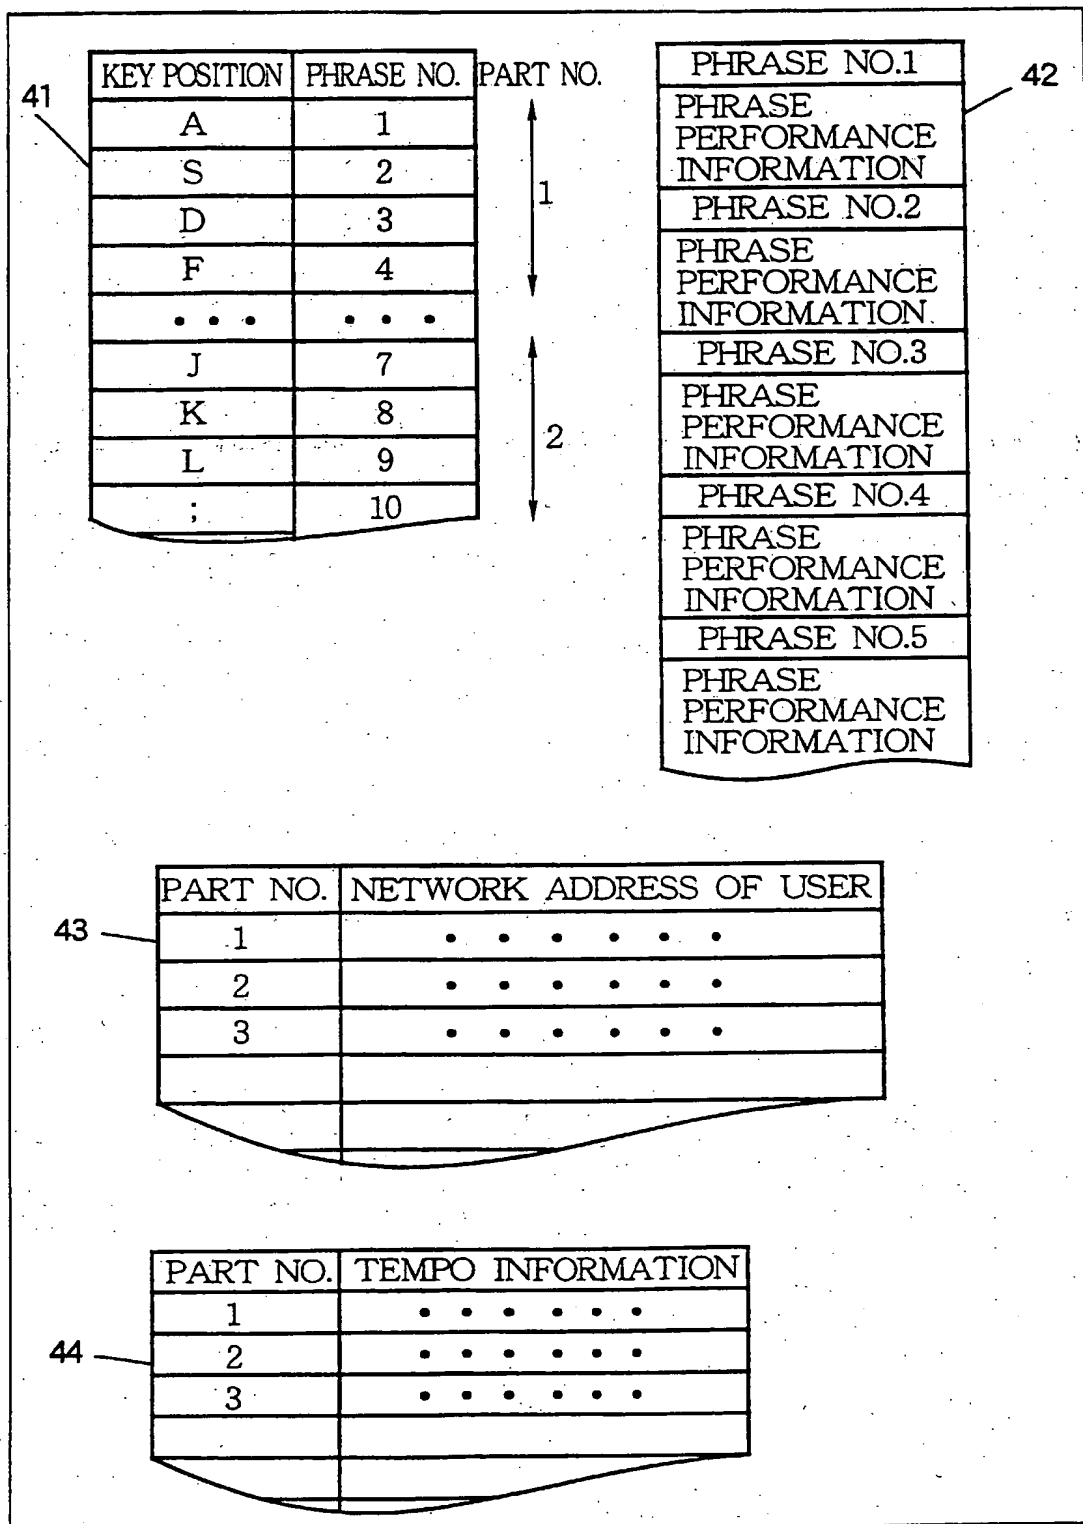 KEY POSITION PHRASE NO. PART NO.
41
A 1
S 2
D 3
F 4
• • • • • •
1
J 7
K 8
L 9
; 10
2
PHRASE NO.1
42
PHRASE
PERFORMANCE
INFORMATION
PHRASE NO.2
PHRASE
PERFORMANCE
INFORMATION
PHRASE NO.3
PHRASE
PERFORMANCE
INFORMATION
PHRASE NO.4
PHRASE
PERFORMANCE
INFORMATION
PHRASE NO.5
PHRASE
PERFORMANCE
INFORMATION
PART NO. NETWORK ADDRESS OF USER
43
1 • • • • • •
2 • • • • • •
3 • • • • • •
PART NO. TEMPO INFORMATION
1 • • • • • •
44
2 • • • • • •
3 • • • • • •